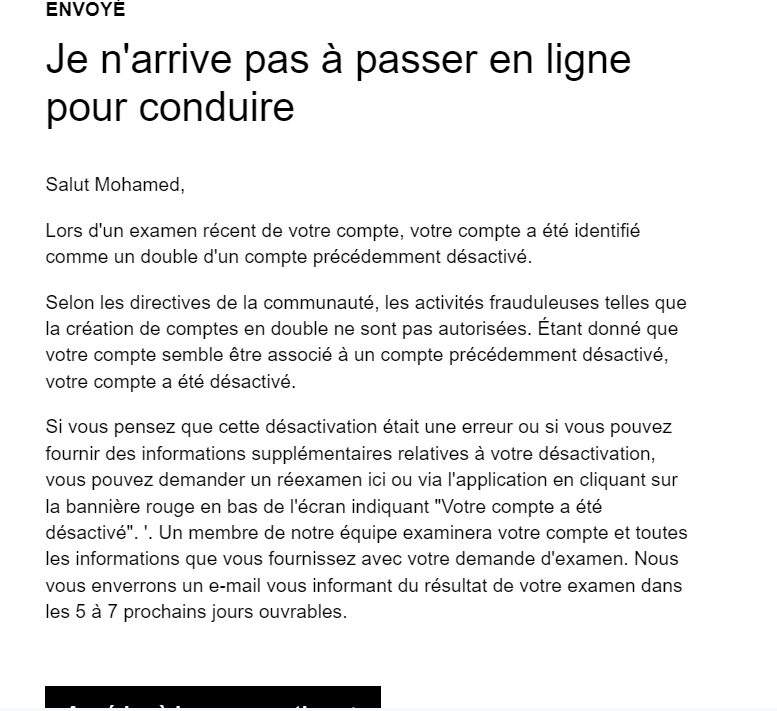 ENVOYÉ
Je n'arrive pas à passer en ligne
pour conduire
Salut Mohamed,
Lors d'un examen récent de votre compte, votre compte a été identifié
comme un double d'un compte précédemment désactivé.
Selon les directives de la communauté, les activités frauduleuses telles que
la création de comptes en double ne sont pas autorisées. Étant donné que
votre compte semble être associé à un compte précédemment désactivé,
votre compte a été désactivé.
Si vous pensez que cette désactivation était une erreur ou si vous pouvez
fournir des informations supplémentaires relatives à votre désactivation,
vous pouvez demander un réexamen ici ou via l'application en cliquant sur
la bannière rouge en bas de l'écran indiquant "Votre compte a été
désactivé". '. Un membre de notre équipe examinera votre compte et toutes
les informations que vous fournissez avec votre demande d'examen. Nous
vous enverrons un e-mail vous informant du résultat de votre examen dans
les 5 à 7 prochains jours ouvrables.